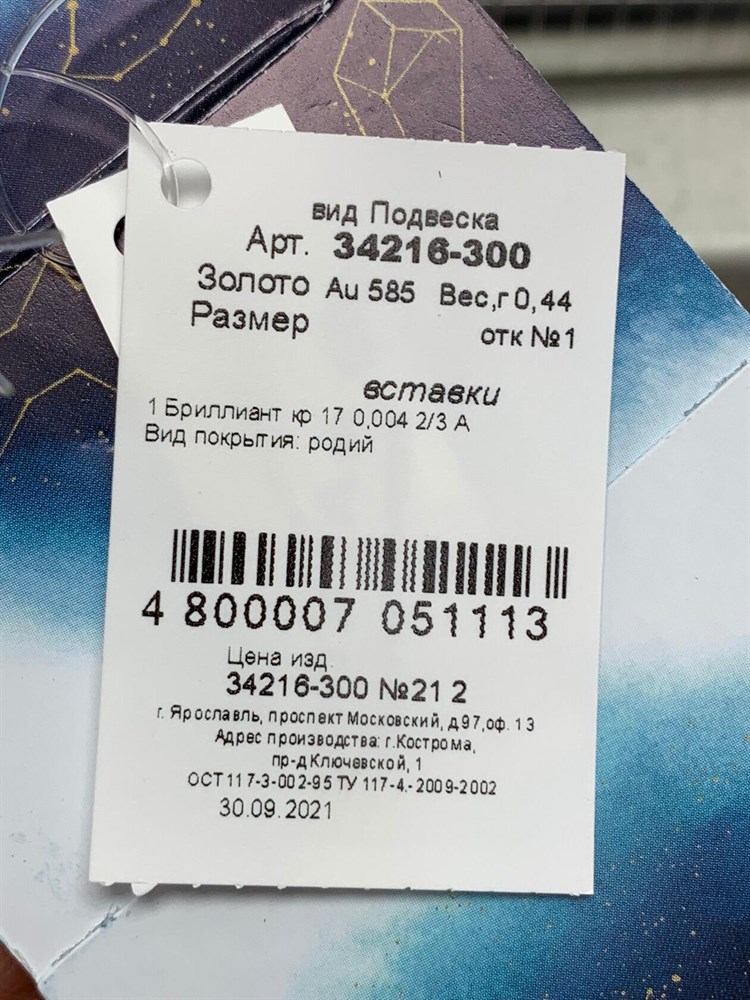 вид Подвеска
Арт. 34216-300
Золото Au 585 Вес,г 0,44
Размер отк №1
вставки
1 Бриллиант кр 17 0,004 2/3 А
Вид покрытия: родий
4 800007 051113
Цена изд.
34216-300 №21 2
г. Ярославль, проспект Московский, д.97,оф. 13
Адрес производства: г.Кострома,
пр-д Ключевской, 1
ОСТ 117-3-002-95 ТУ 117-4.-2009-2002
30.09.2021